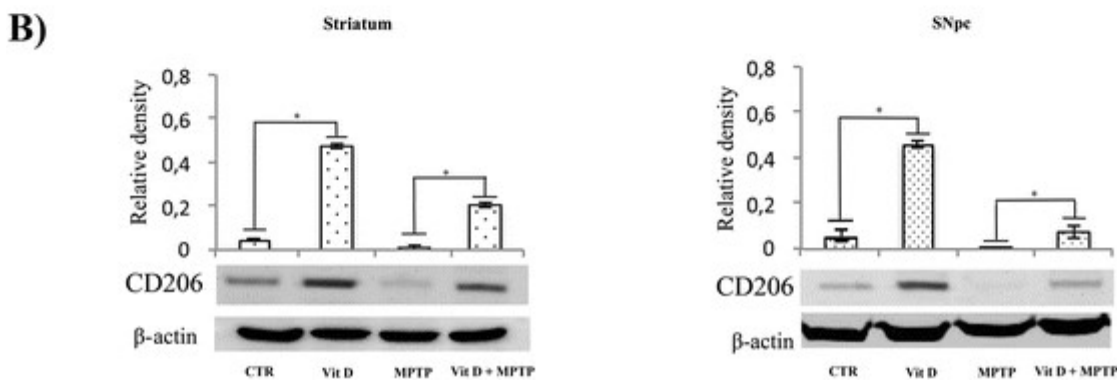 B)
Striatum
Relative density
0,8
0,6
0,4
0,2
0
*
*
CD206
β-actin
CTR Vit D MPTP Vit D + MPTP
SNpc
Relative density
0,8
0,6
0,4
0,2
0
*
*
CD206
β-actin
CTR Vit D MPTP Vit D + MPTP